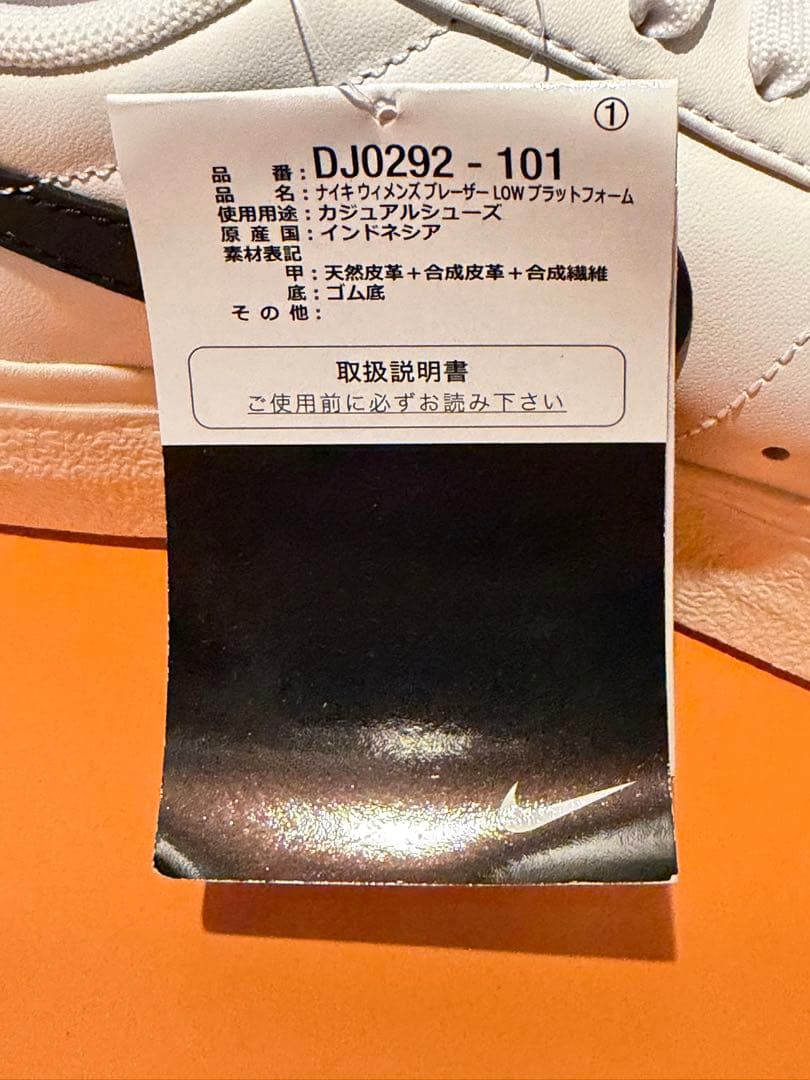 ①
品 番：DJ0292 - 101
品 名：ナイキ ウィメンズ ブレーザー LOW プラットフォーム
使用用途：カジュアルシューズ
原 産 国：インドネシア
素材表記
甲：天然皮革＋合成皮革＋合成繊維
底：ゴム底
そ の 他：
取扱説明書
ご使用前に必ずお読み下さい